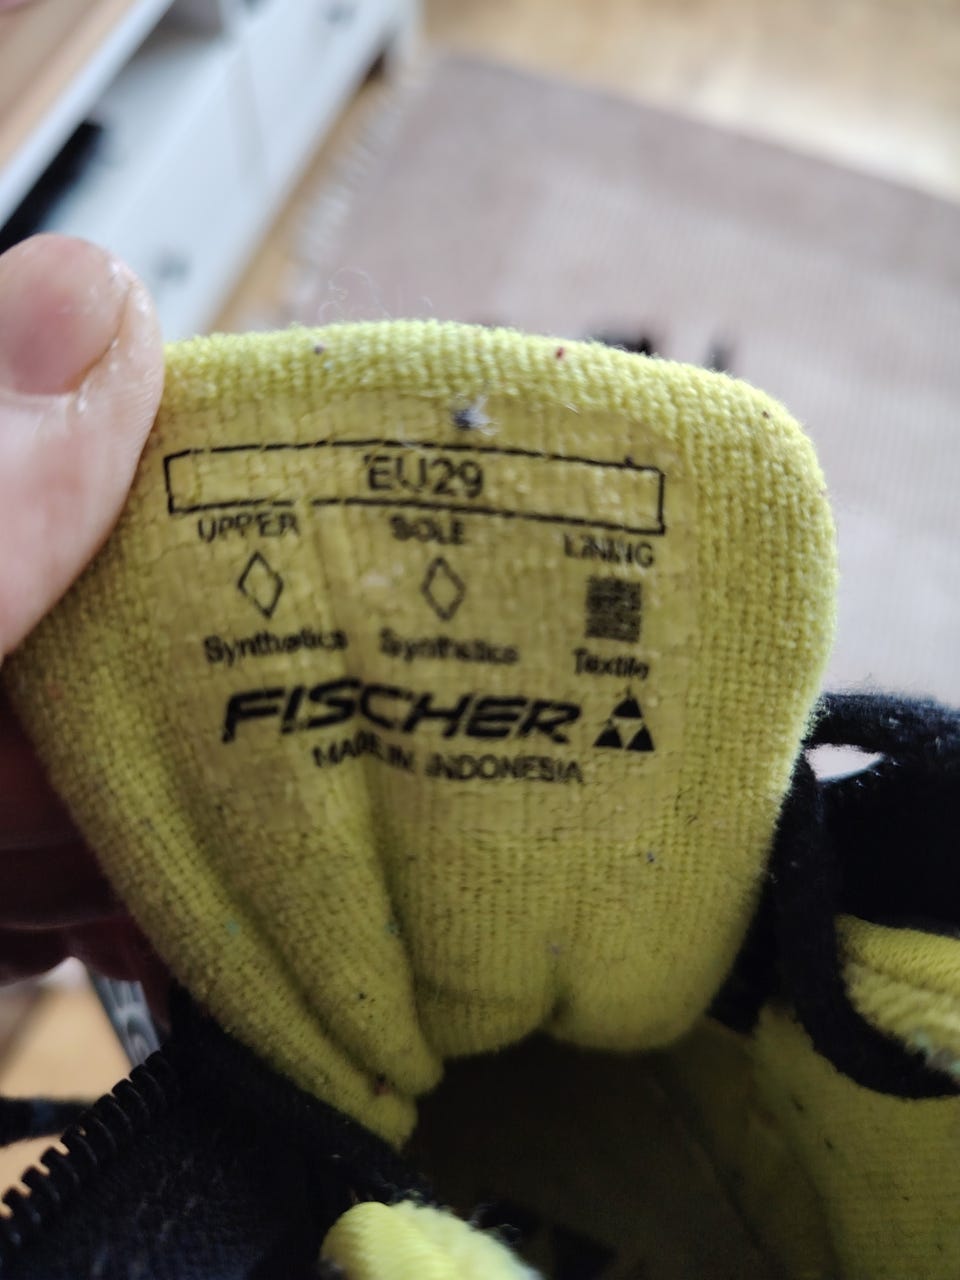 EU29
UPPER SOLE LINING
Synthetics Synthetics Textile
FISCHER
MADE IN INDONESIA